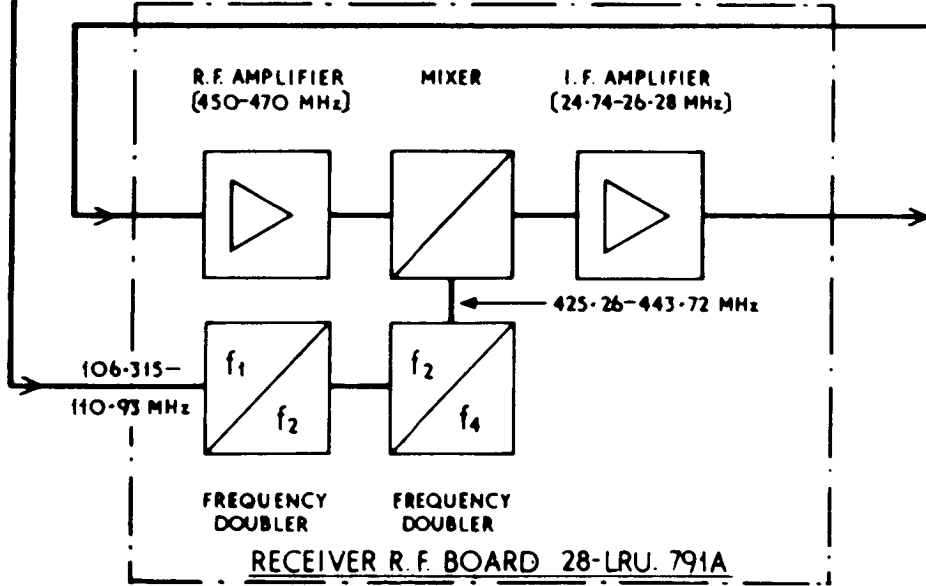 R.F. AMPLIFIER
(450-470 MHz)
MIXER
I.F. AMPLIFIER
(24·74-26·28 MHz)
425·26-443·72 MHz
106·315-
110·93 MHz
f1
f2
f2
f4
FREQUENCY
DOUBLER
FREQUENCY
DOUBLER
RECEIVER R.F. BOARD 28-LRU. 791A